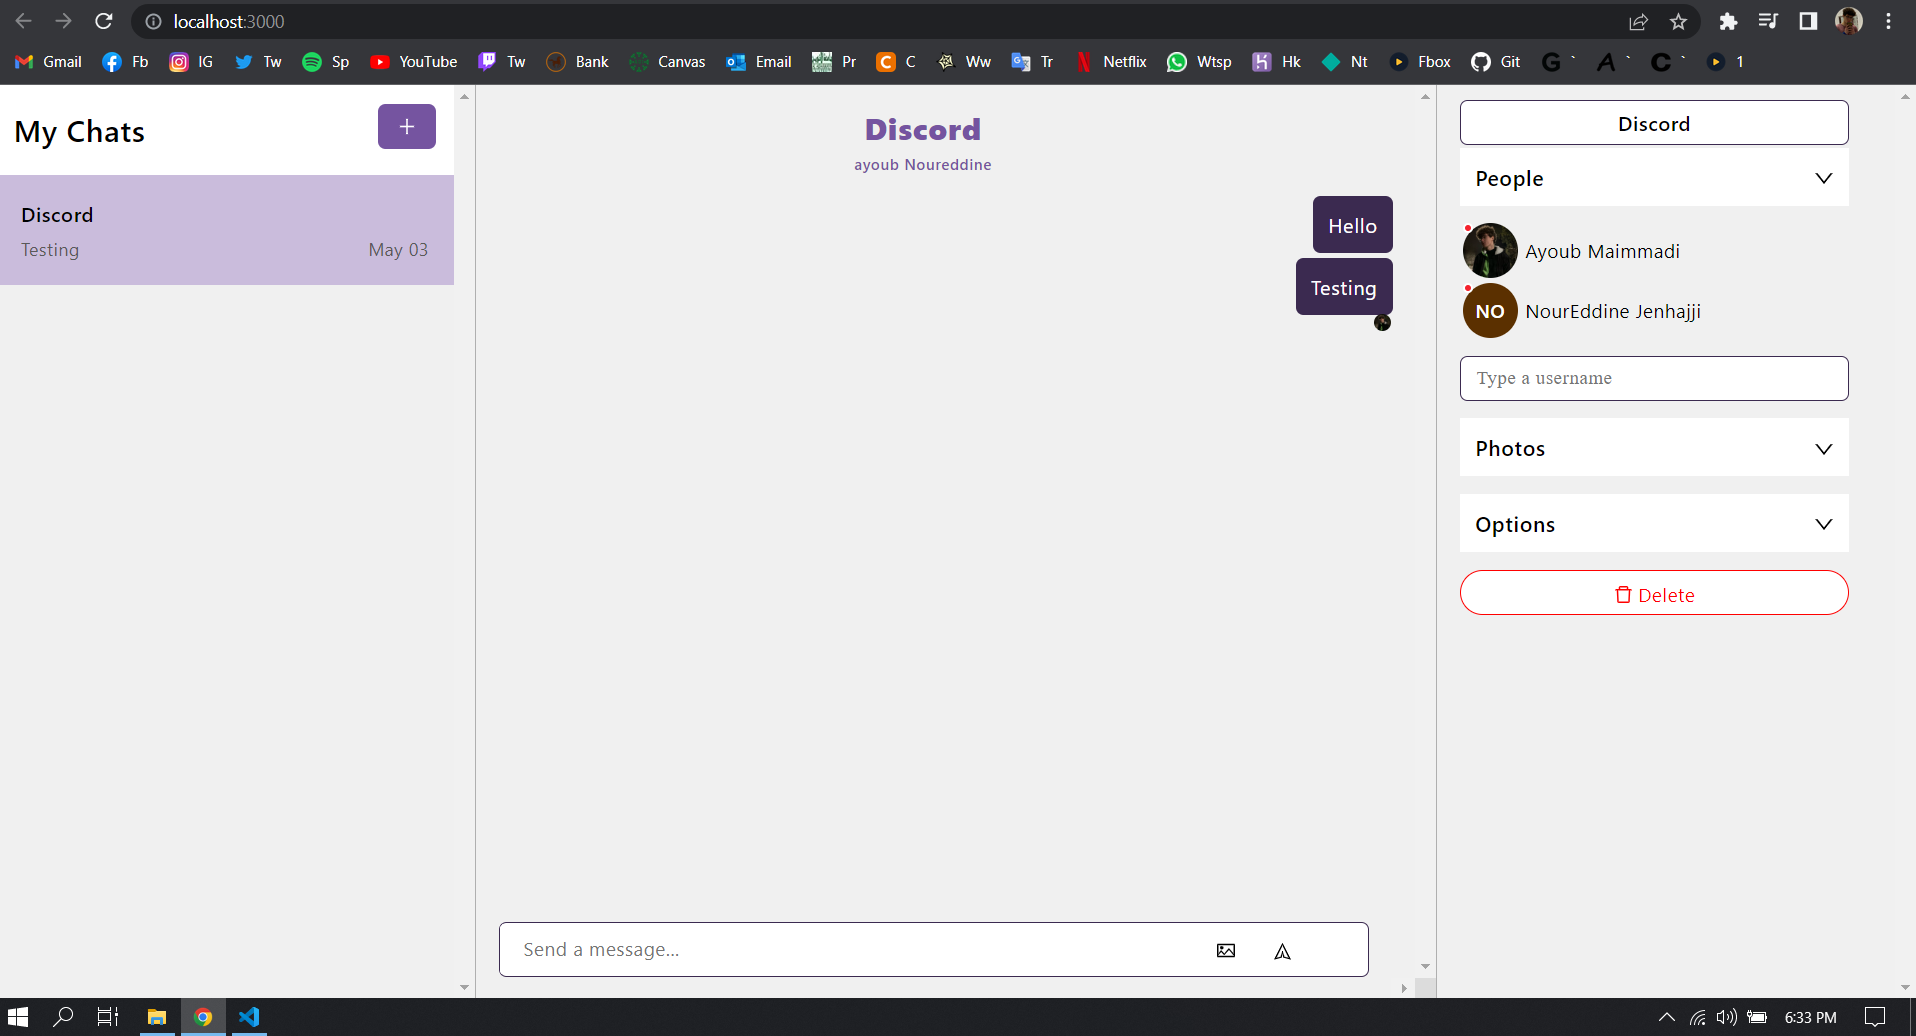 localhost:3000
Gmail Fb IG Tw Sp YouTube Tw Bank Canvas Email Pr C Ww Tr Netflix Wtsp Hk Nt Fbox Git G ` A ` C ` 1
My Chats
+
Discord
Testing May 03
Discord
ayoub Noureddine
Hello
Testing
Send a message...
Discord
People
Ayoub Maimmadi
NO NourEddine Jenhajji
Type a username
Photos
Options
Delete
6:33 PM